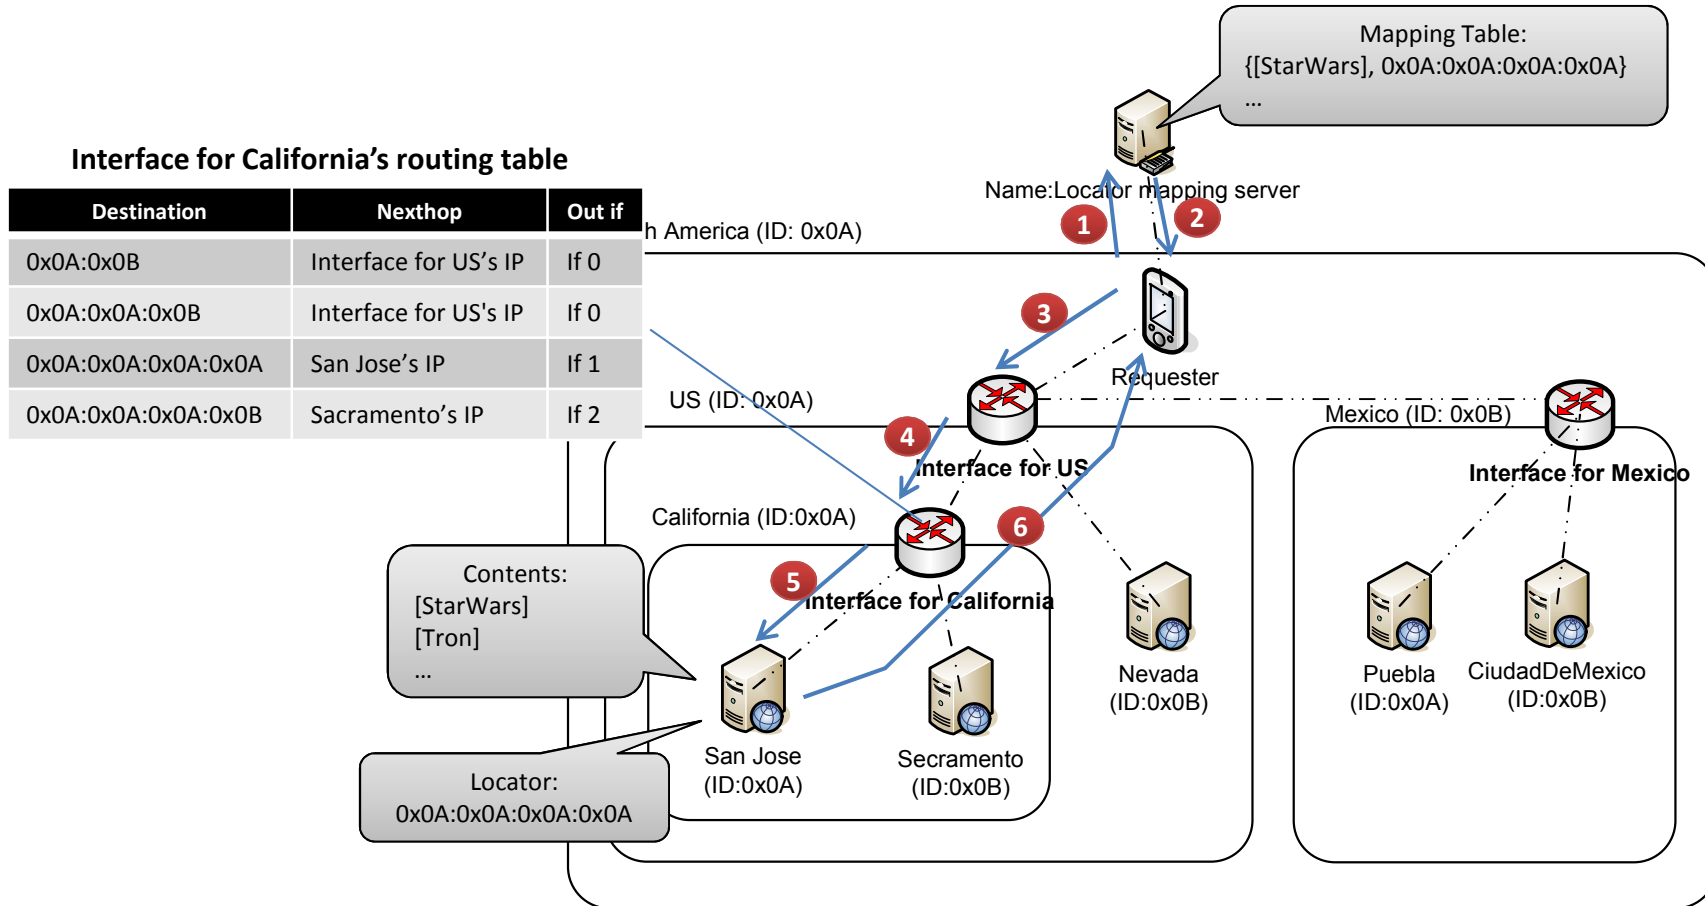 Mapping Table:
{[StarWars], 0x0A:0x0A:0x0A:0x0A}
...
Interface for California’s routing table
Destination Nexthop Out if
0x0A:0x0B Interface for US’s IP If 0
0x0A:0x0A:0x0B Interface for US's IP If 0
0x0A:0x0A:0x0A:0x0A San Jose’s IP If 1
0x0A:0x0A:0x0A:0x0B Sacramento’s IP If 2
Name:Locator mapping server
1
2
h America (ID: 0x0A)
3
Requester
US (ID: 0x0A)
Mexico (ID: 0x0B)
4
Interface for US
Interface for Mexico
California (ID:0x0A)
6
Contents:
[StarWars]
[Tron]
...
5
Interface for California
Nevada
(ID:0x0B)
Puebla
(ID:0x0A)
CiudadDeMexico
(ID:0x0B)
San Jose
(ID:0x0A)
Secramento
(ID:0x0B)
Locator:
0x0A:0x0A:0x0A:0x0A